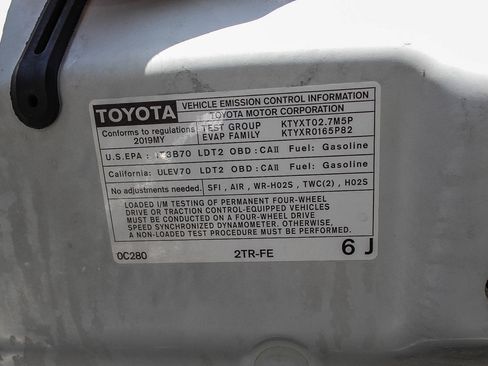 TOYOTA VEHICLE EMISSION CONTROL INFORMATION
TOYOTA MOTOR CORPORATION
Conforms to regulations
2019MY
TEST GROUP KTYXT02.7M5P
EVAP FAMILY KTYXR0165P82
U.S.EPA : LDT2 OBD:CAII Fuel: Gasoline
California: ULEV70 LDT2 OBD:CAII Fuel: Gasoline
No adjustments needed. SFI, AIR, WR-HO2S, TWC(2), HO2S
LOADED I/M TESTING OF PERMANENT FOUR-WHEEL
DRIVE OR TRACTION CONTROL-EQUIPPED VEHICLES
MUST BE CONDUCTED ON A FOUR-WHEEL DRIVE
SPEED SYNCHRONIZED DYNAMOMETER. OTHERWISE,
A NON-LOADED TEST PROCEDURE MUST BE PERFORMED.
0C280 2TR-FE 6 J